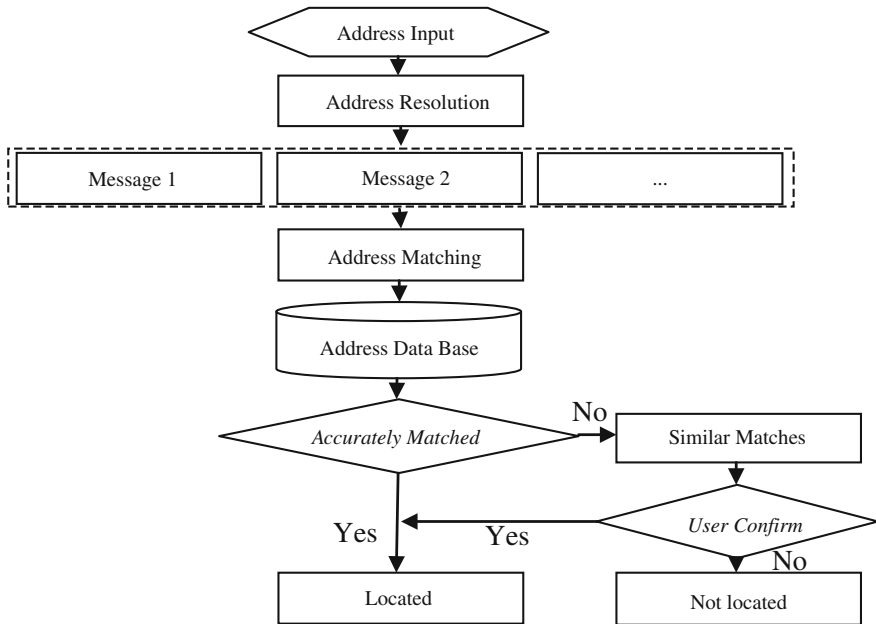 Address Input
Address Resolution
Message 1
Message 2
...
Address Matching
Address Data Base
Accurately Matched
No
Similar Matches
User Confirm
Yes
Yes
No
Located
Not located